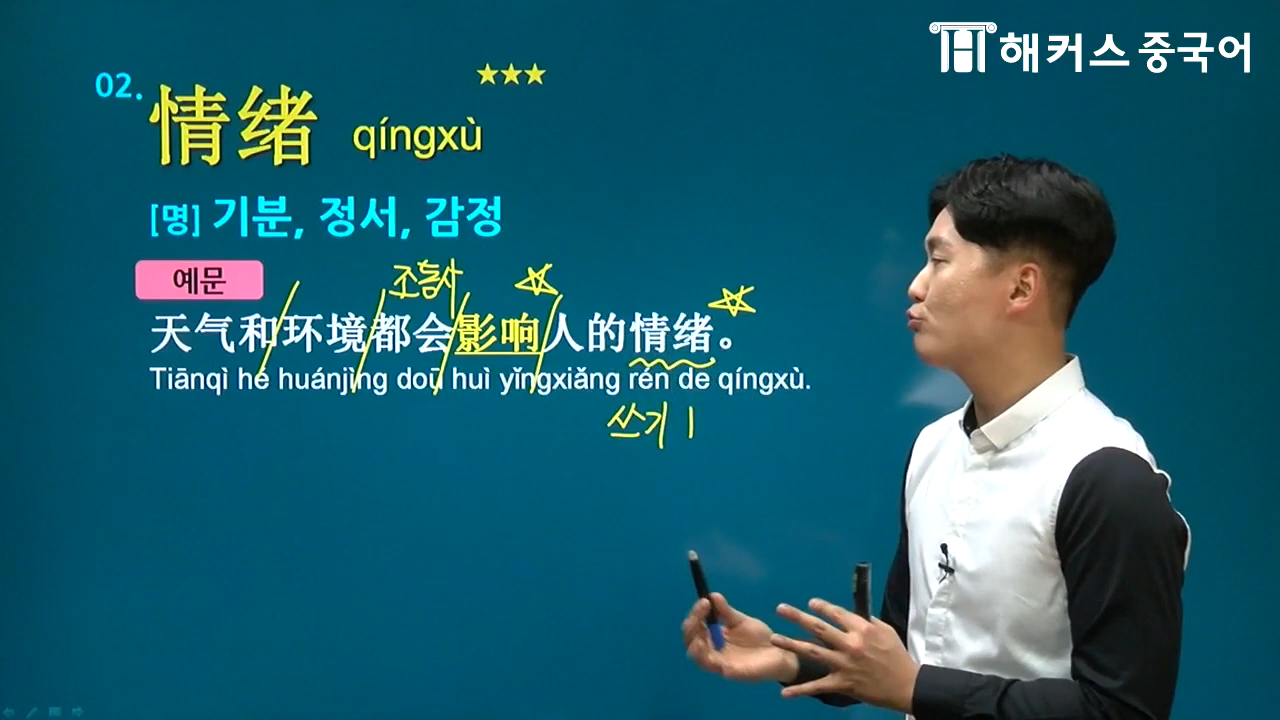 해커스 중국어
★★★
02. 情绪 qíngxù
[명] 기분, 정서, 감정
예문
조동사
天气和环境都会影响人的情绪。
Tiānqì hé huánjìng doū huì yǐngxiǎng rén de qíngxù.
쓰기 1